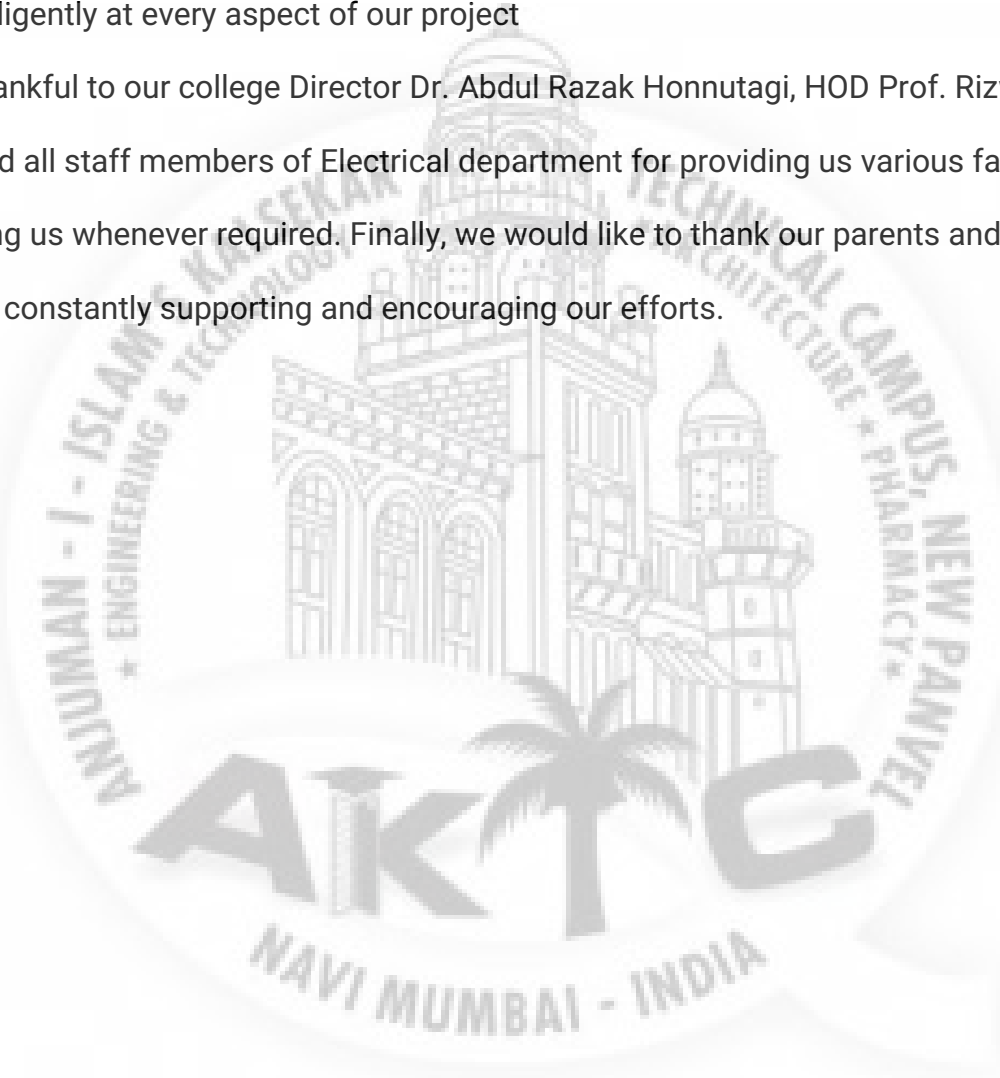 ligently at every aspect of our project
ankful to our college Director Dr. Abdul Razak Honnutagi, HOD Prof.
d all staff members of Electrical department for providing us various fa
ng us whenever required. Finally, we would like to thank our parents and
constantly supporting and encouraging our efforts.
ANJUMAN - I - ISLAM'S KALSEKAR TECHNICAL CAMPUS, NEW PANVEL
* ENGINEERING & TECHNOLOGY * ARCHITECTURE * PHARMACY *
AKTC
NAVI MUMBAI - INDIA